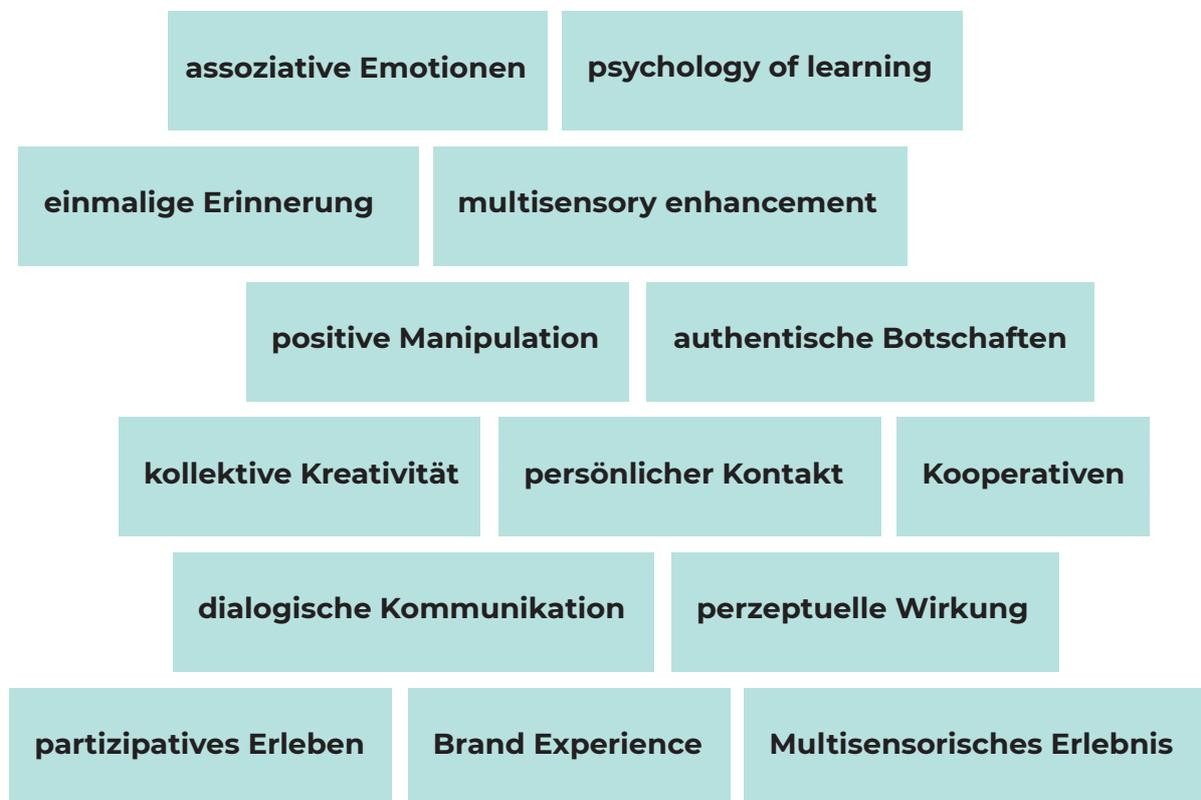 assoziative Emotionen
psychology of learning
einmalige Erinnerung
multisensory enhancement
positive Manipulation
authentische Botschaften
kollektive Kreativität
persönlicher Kontakt
Kooperativen
dialogische Kommunikation
perzeptuelle Wirkung
partizipatives Erleben
Brand Experience
Multisensorisches Erlebnis